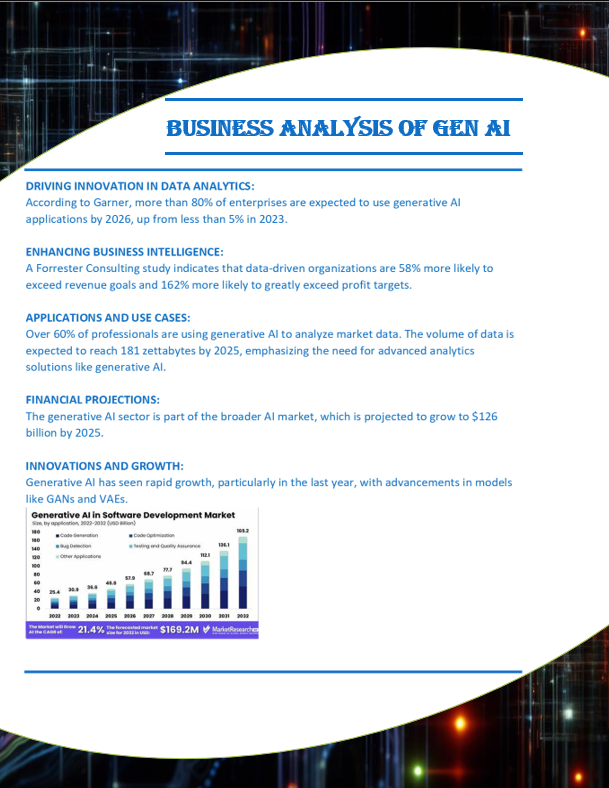 BUSINESS ANALYSIS OF GEN AI
DRIVING INNOVATION IN DATA ANALYTICS:
According to Garner, more than 80% of enterprises are expected to use generative AI
applications by 2026, up from less than 5% in 2023.
ENHANCING BUSINESS INTELLIGENCE:
A Forrester Consulting study indicates that data-driven organizations are 58% more likely to
exceed revenue goals and 162% more likely to greatly exceed profit targets.
APPLICATIONS AND USE CASES:
Over 60% of professionals are using generative AI to analyze market data. The volume of data is
expected to reach 181 zettabytes by 2025, emphasizing the need for advanced analytics
solutions like generative AI.
FINANCIAL PROJECTIONS:
The generative AI sector is part of the broader AI market, which is projected to grow to $126
billion by 2025.
INNOVATIONS AND GROWTH:
Generative AI has seen rapid growth, particularly in the last year, with advancements in models
like GANs and VAEs.
Generative AI in Software Development Market
Size, by application, 2022-2032 (USD Billion)
Code Generation Code Optimization
Bug Detection Testing and Quality Assurance
Other Applications
180
160
140
120
100
80
60
40
20
0
25.4 30.9 36.6 57.9 68.7 77.7 94.4 112.1 136.1 169.2
2022 2023 2024 2025 2026 2027 2028 2029 2030 2031 2032
The Market will Grow
At the CAGR of: 21.4% The forecasted market
size for 2032 in USD: $169.2M MarketResearch